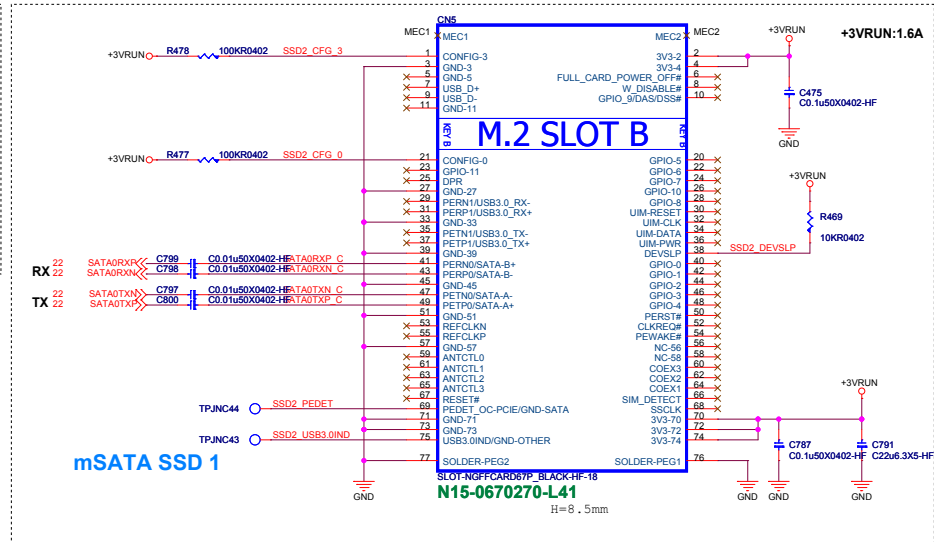 CN5
MEC1 MEC1 MEC2 MEC2
+3VRUN R478 100KR0402 SSD2_CFG_3 1 CONFIG-3 3V3-2 2 +3VRUN +3VRUN:1.6A
3 GND-3 3V3-4 4
5 GND-5 FULL_CARD_POWER_OFF# 6
7 USB_D+ W_DISABLE# 8 C475
9 USB_D- GPIO_9/DAS/DSS# 10 C0.1u50X0402-HF
11 GND-11
GND
KEY B M.2 SLOT B KEY B
+3VRUN R477 100KR0402 SSD2_CFG_0 21 CONFIG-0 GPIO-5 20
23 GPIO-11 GPIO-6 22
25 DPR GPIO-7 24 +3VRUN
27 GND-27 GPIO-10 26
29 PERN1/USB3.0_RX- GPIO-8 28
31 PERP1/USB3.0_RX+ UIM-RESET 30 R469
33 GND-33 UIM-CLK 32
35 PETN1/USB3.0_TX- UIM-DATA 34 10KR0402
37 PETP1/USB3.0_TX+ UIM-PWR 36
39 GND-39 DEVSLP 38 SSD2_DEVSLP
RX 22 SATA0RXP C799 C0.01u50X0402-HF SATA0RXP_C 41 PERN0/SATA-B+ GPIO-0 40
22 SATA0RXN C798 C0.01u50X0402-HF SATA0RXN_C 43 PERP0/SATA-B- GPIO-1 42
45 GND-45 GPIO-2 44
TX 22 SATA0TXN C797 C0.01u50X0402-HF SATA0TXN_C 47 PETN0/SATA-A- GPIO-3 46
22 SATA0TXP C800 C0.01u50X0402-HF SATA0TXP_C 49 PETP0/SATA-A+ GPIO-4 48
51 GND-51 PERST# 50
53 REFCLKN CLKREQ# 52
55 REFCLKP PEWAKE# 54
57 GND-57 NC-56 56
59 ANTCTL0 NC-58 58
61 ANTCTL1 COEX3 60
63 ANTCTL2 COEX2 62
65 ANTCTL3 COEX1 64 +3VRUN
67 RESET# SIM_DETECT 66
TPJNC44 SSD2_PEDET 69 PEDET_OC-PCIE/GND-SATA SSCLK 68
71 GND-71 3V3-70 70
73 GND-73 3V3-72 72
TPJNC43 SSD2_USB3.0IND 75 USB3.0IND/GND-OTHER 3V3-74 74
C787 C791
C0.1u50X0402-HF C22u6.3X5-HF
mSATA SSD 1 77 SOLDER-PEG2 SOLDER-PEG1 76
SLOT-NGFFCARD67P_BLACK-HF-18
GND N15-0670270-L41 GND GND GND
H=8.5mm